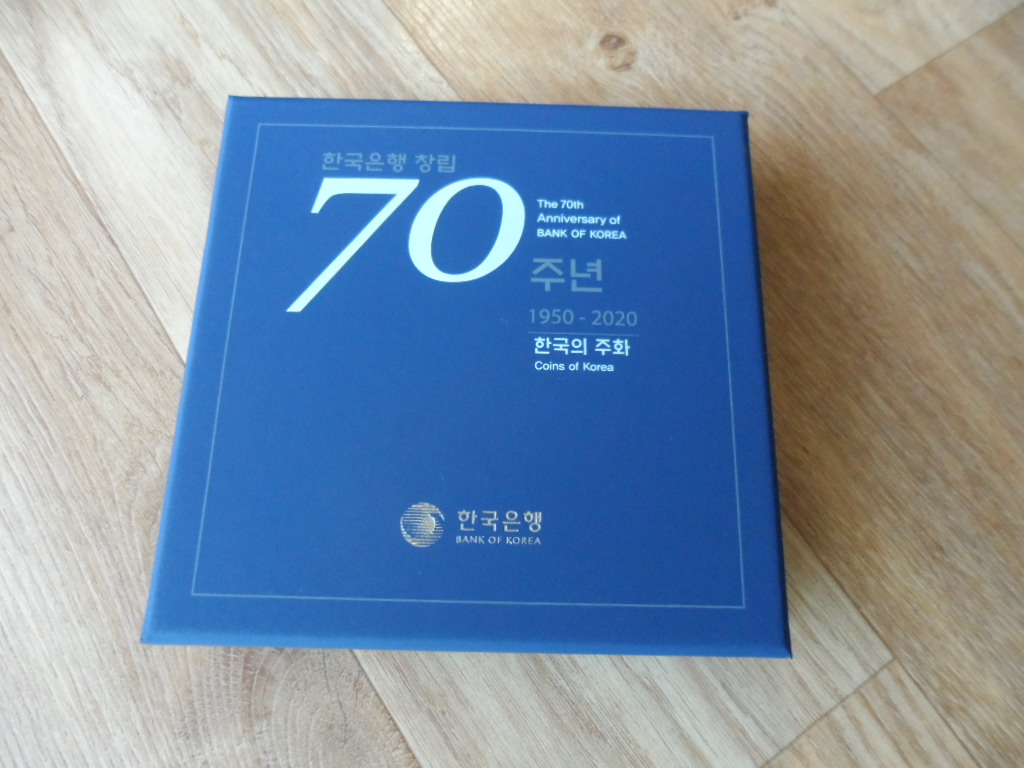 한국은행 창립
70
The 70th
Anniversary of
BANK OF KOREA
주년
1950 - 2020
한국의 주화
Coins of Korea
한국은행
BANK OF KOREA